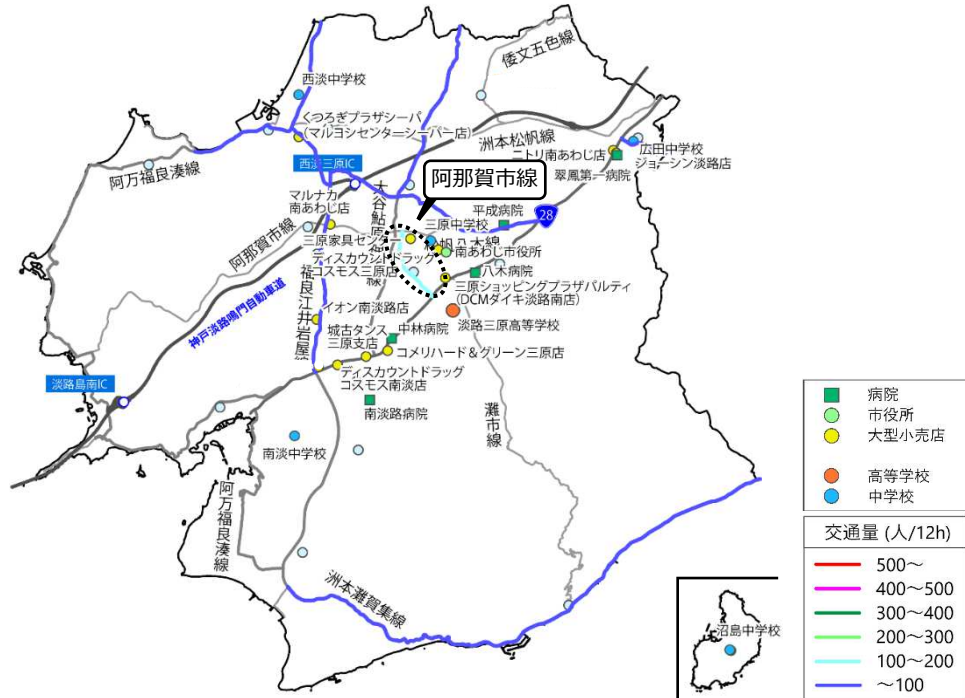 倭文五色線
西淡中学校
くつろぎプラザシーパ
(マルヨシセンターシーパー店)
洲本松帆線
広田中学校
ニトリ南あわじ店
ジョーシン淡路店
翠鳳第一病院
阿万福良湊線
西淡三原IC
阿那賀市線
28
マルナカ
南あわじ店
平成病院
三原中学校
三原家具センター
南あわじ市役所
ディスカウントドラッグ
コスモス三原店
八木病院
阿那賀市線
三原ショッピングプラザパルティ
(DCMダイキ淡路南店)
福良江井岩屋線
神戸淡路鳴門自動車道
イオン南淡路店
淡路三原高等学校
城古タンス
三原支店
中林病院
コメリハード&グリーン三原店
ディスカウントドラッグ
コスモス南淡店
淡路島南IC
南淡路病院
灘市線
南淡中学校
阿万福良湊線
洲本灘賀集線
沼島中学校
病院
市役所
大型小売店
高等学校
中学校
交通量 (人/12h)
500~
400~500
300~400
200~300
100~200
~100